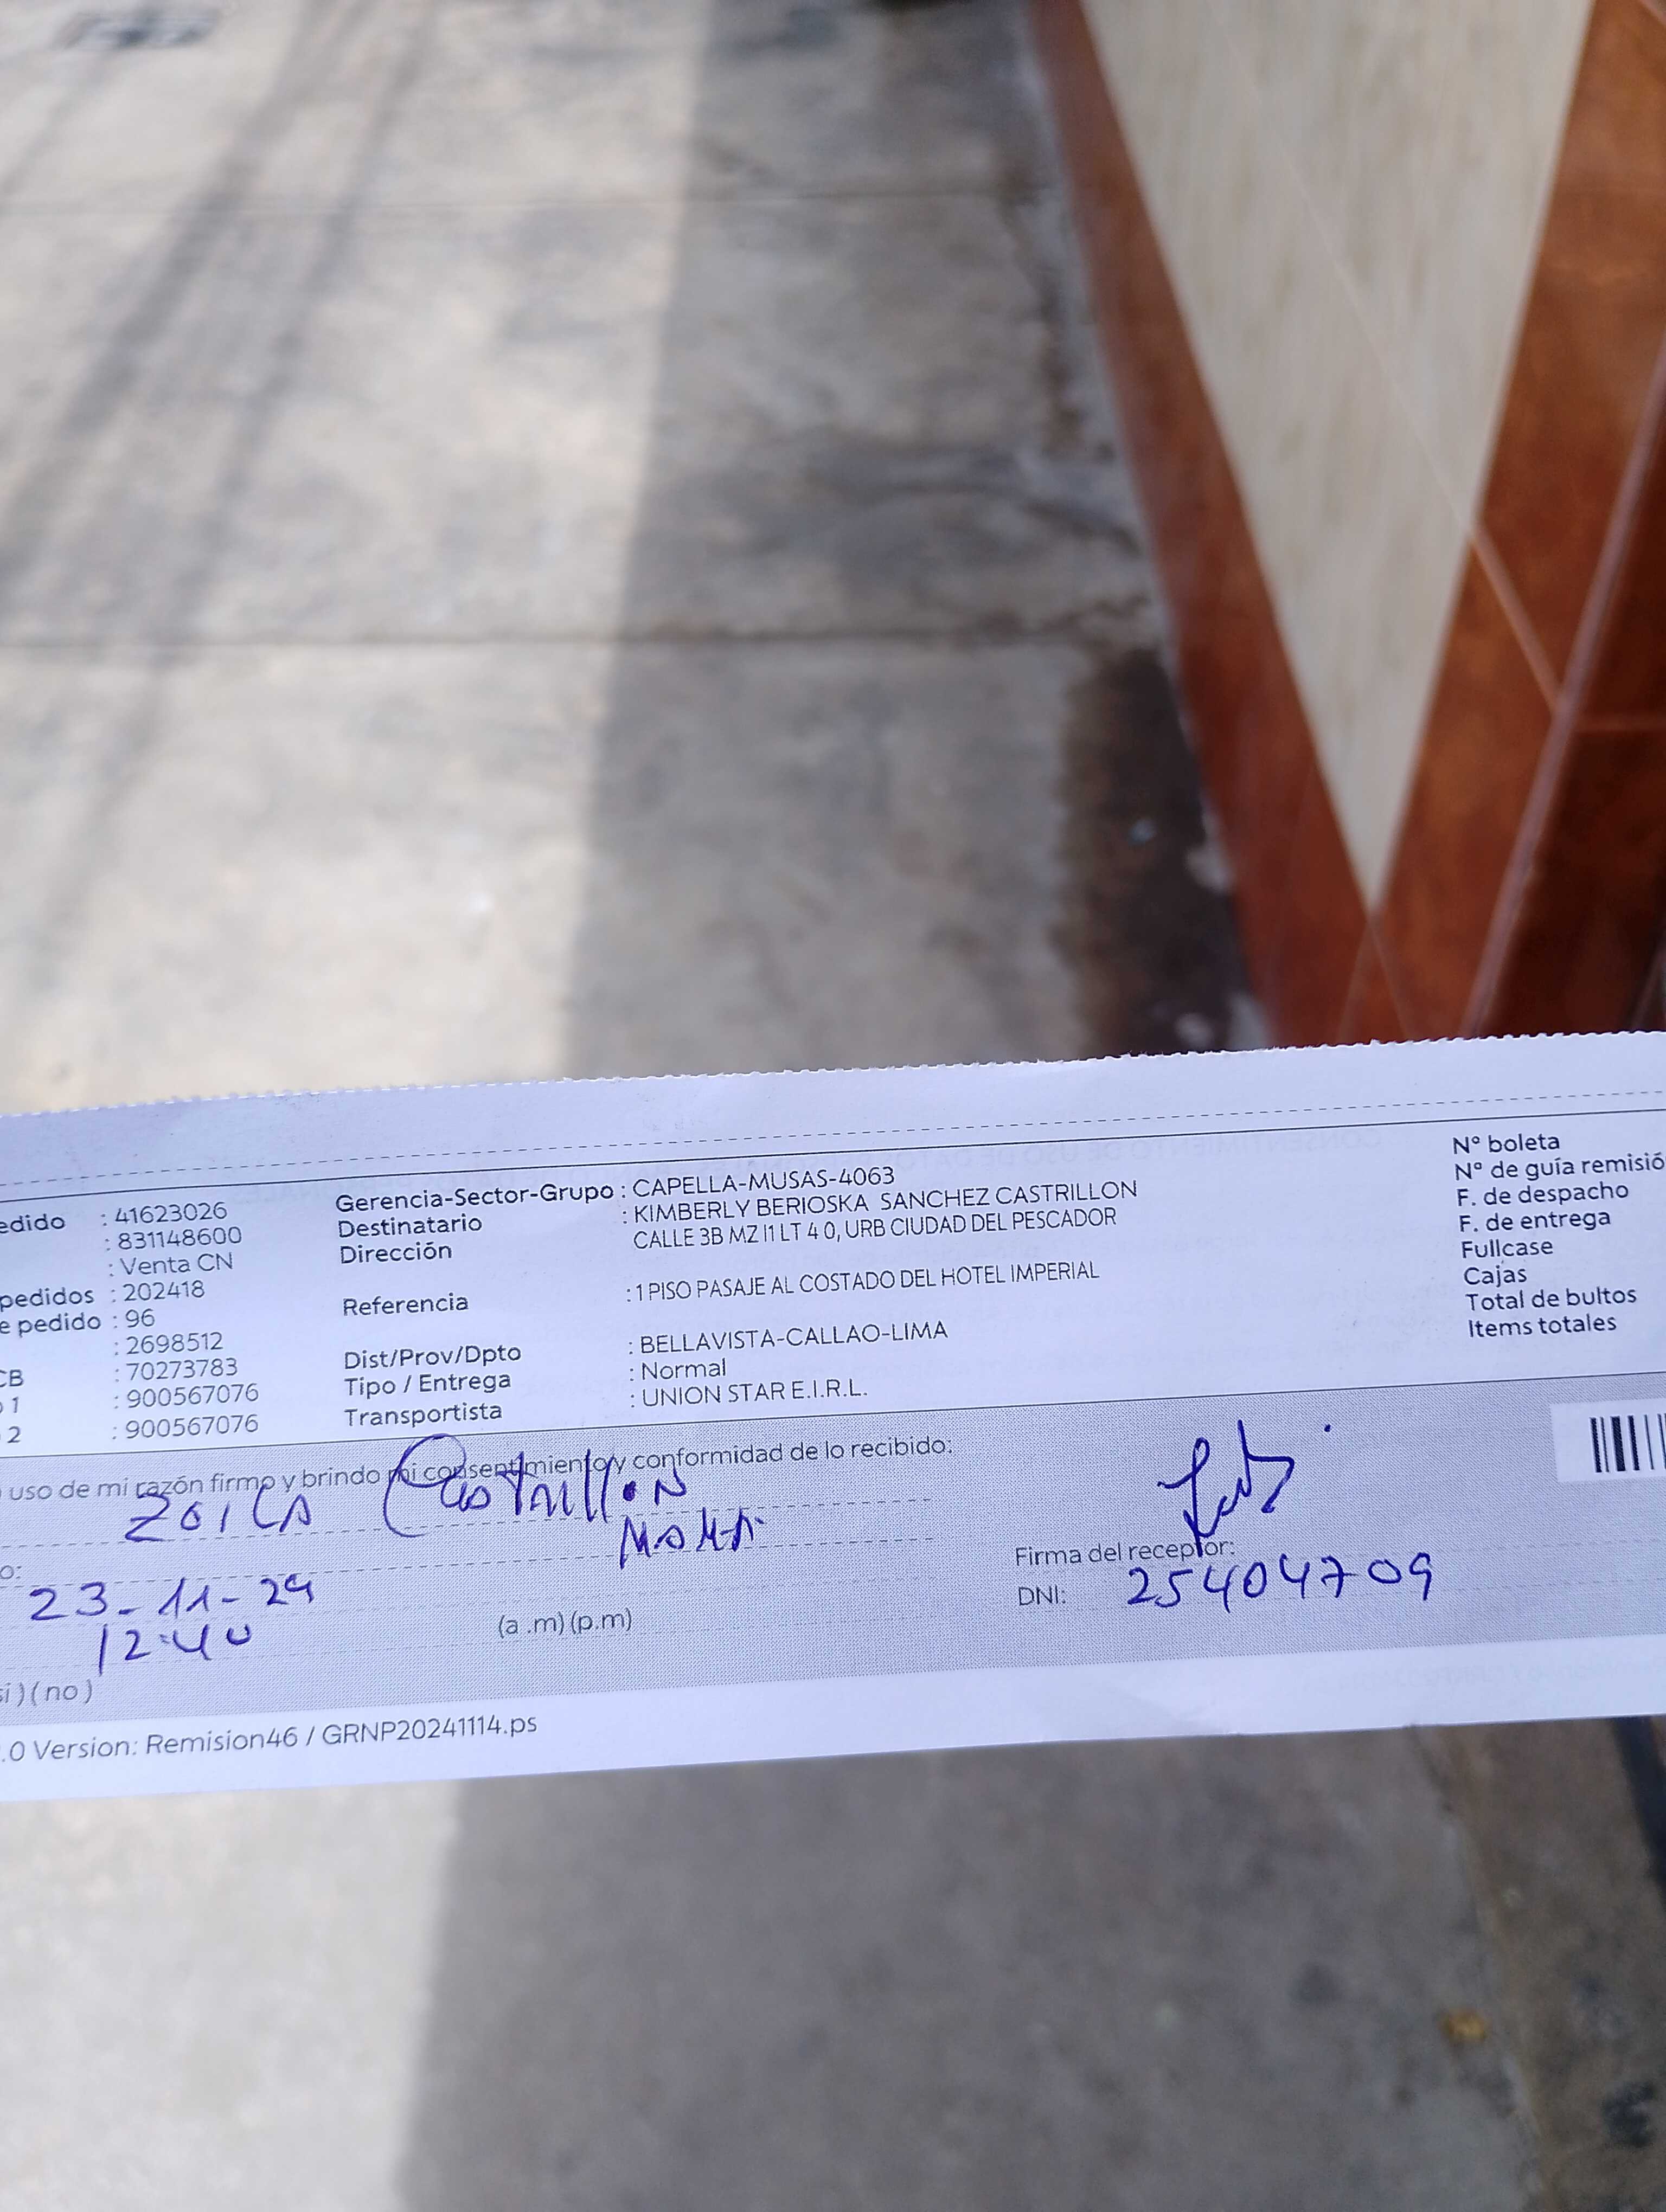 edido : 41623026
: 831148600
: Venta CN
pedidos : 202418
e pedido : 96
: 2698512
CB : 70273783
o 1 : 900567076
2 : 900567076
Gerencia-Sector-Grupo : CAPELLA-MUSAS-4063
Destinatario : KIMBERLY BERIOSKA SANCHEZ CASTRILLON
Dirección CALLE 3B MZ I1 LT 4 0, URB CIUDAD DEL PESCADOR
Referencia : 1 PISO PASAJE AL COSTADO DEL HOTEL IMPERIAL
Dist/Prov/Dpto : BELLAVISTA-CALLAO-LIMA
Tipo / Entrega : Normal
Transportista : UNION STAR E.I.R.L.
N° boleta
N° de guía remisió
F. de despacho
F. de entrega
Fullcase
Cajas
Total de bultos
Items totales
uso de mi razón firmo y brindo mi consentimiento y conformidad de lo recibido:
ZOILA Castrillon
MAMA
o:
23-11-24
12:40
(a .m) (p.m)
Firma del receptor:
DNI: 25404709
si ) ( no )
.0 Version: Remision46 / GRNP20241114.ps